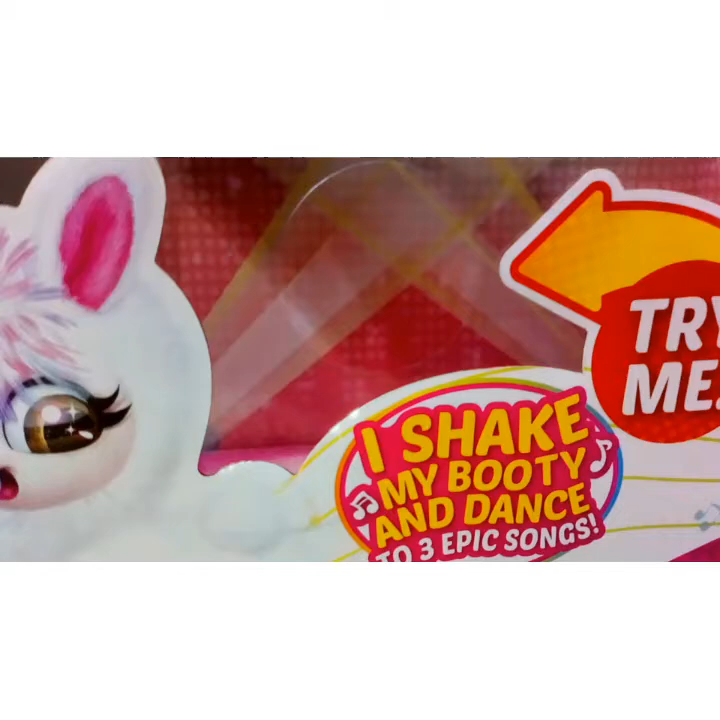 TRY
ME!
I SHAKE
MY BOOTY
AND DANCE
TO 3 EPIC SONGS!